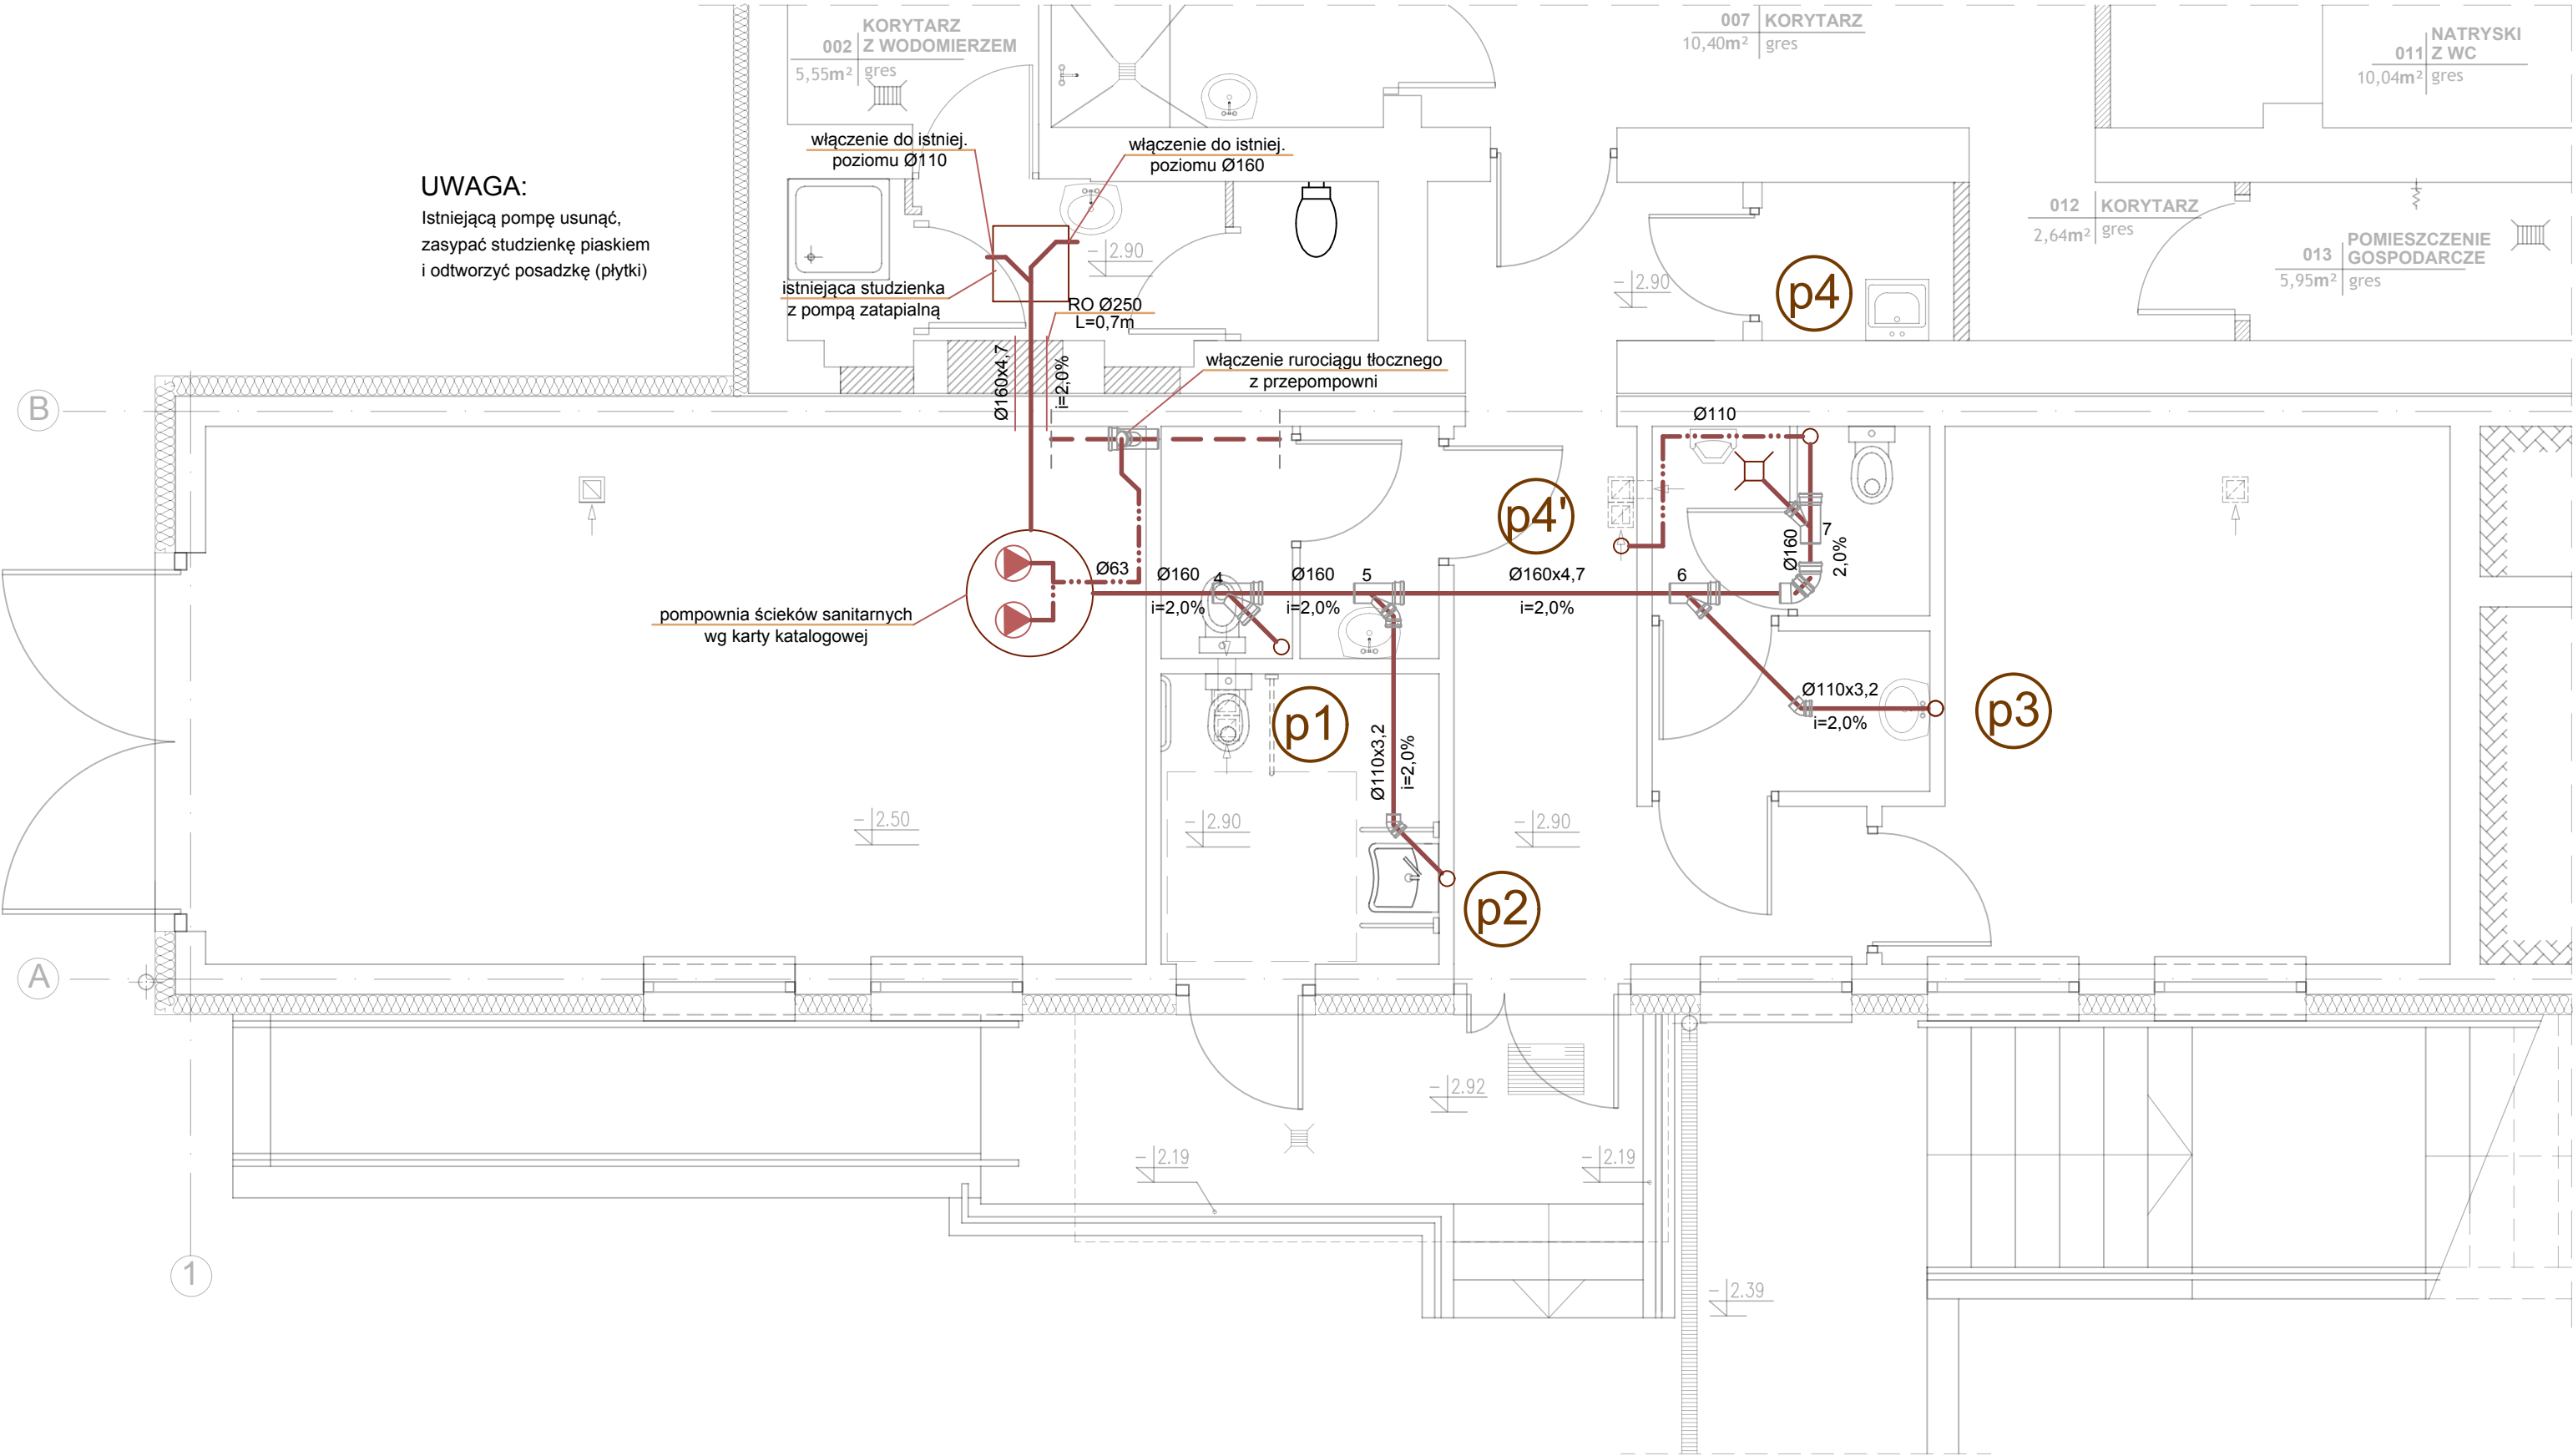 KORYTARZ
002 Z WODOMIERZEM
5,55m² gres
007 KORYTARZ
10,40m² gres
NATRYSKI
011 Z WC
10,04m² gres
włączenie do istniej.
poziomu Ø110
włączenie do istniej.
poziomu Ø160
UWAGA:
Istniejącą pompę usunąć,
zasypać studzienkę piaskiem
i odtworzyć posadzkę (płytki)
012 KORYTARZ
2,64m² gres
POMIESZCZENIE
013 GOSPODARCZE
5,95m² gres
- 2.90
- 2.90
p4
istniejąca studzienka
z pompą zatapialną
RO Ø250
L=0,7m
Ø160x4,7
i=2,0%
włączenie rurociągu tłocznego
z przepompowni
B
Ø110
p4'
Ø160
7
2,0%
Ø63
Ø160
4
i=2,0%
Ø160
5
i=2,0%
Ø160x4,7
i=2,0%
6
pompownia ścieków sanitarnych
wg karty katalogowej
Ø110x3,2
i=2,0%
p3
p1
Ø110x3,2
i=2,0%
- 2.50
- 2.90
- 2.90
p2
A
- 2.92
- 2.19
- 2.19
1
- 2.39